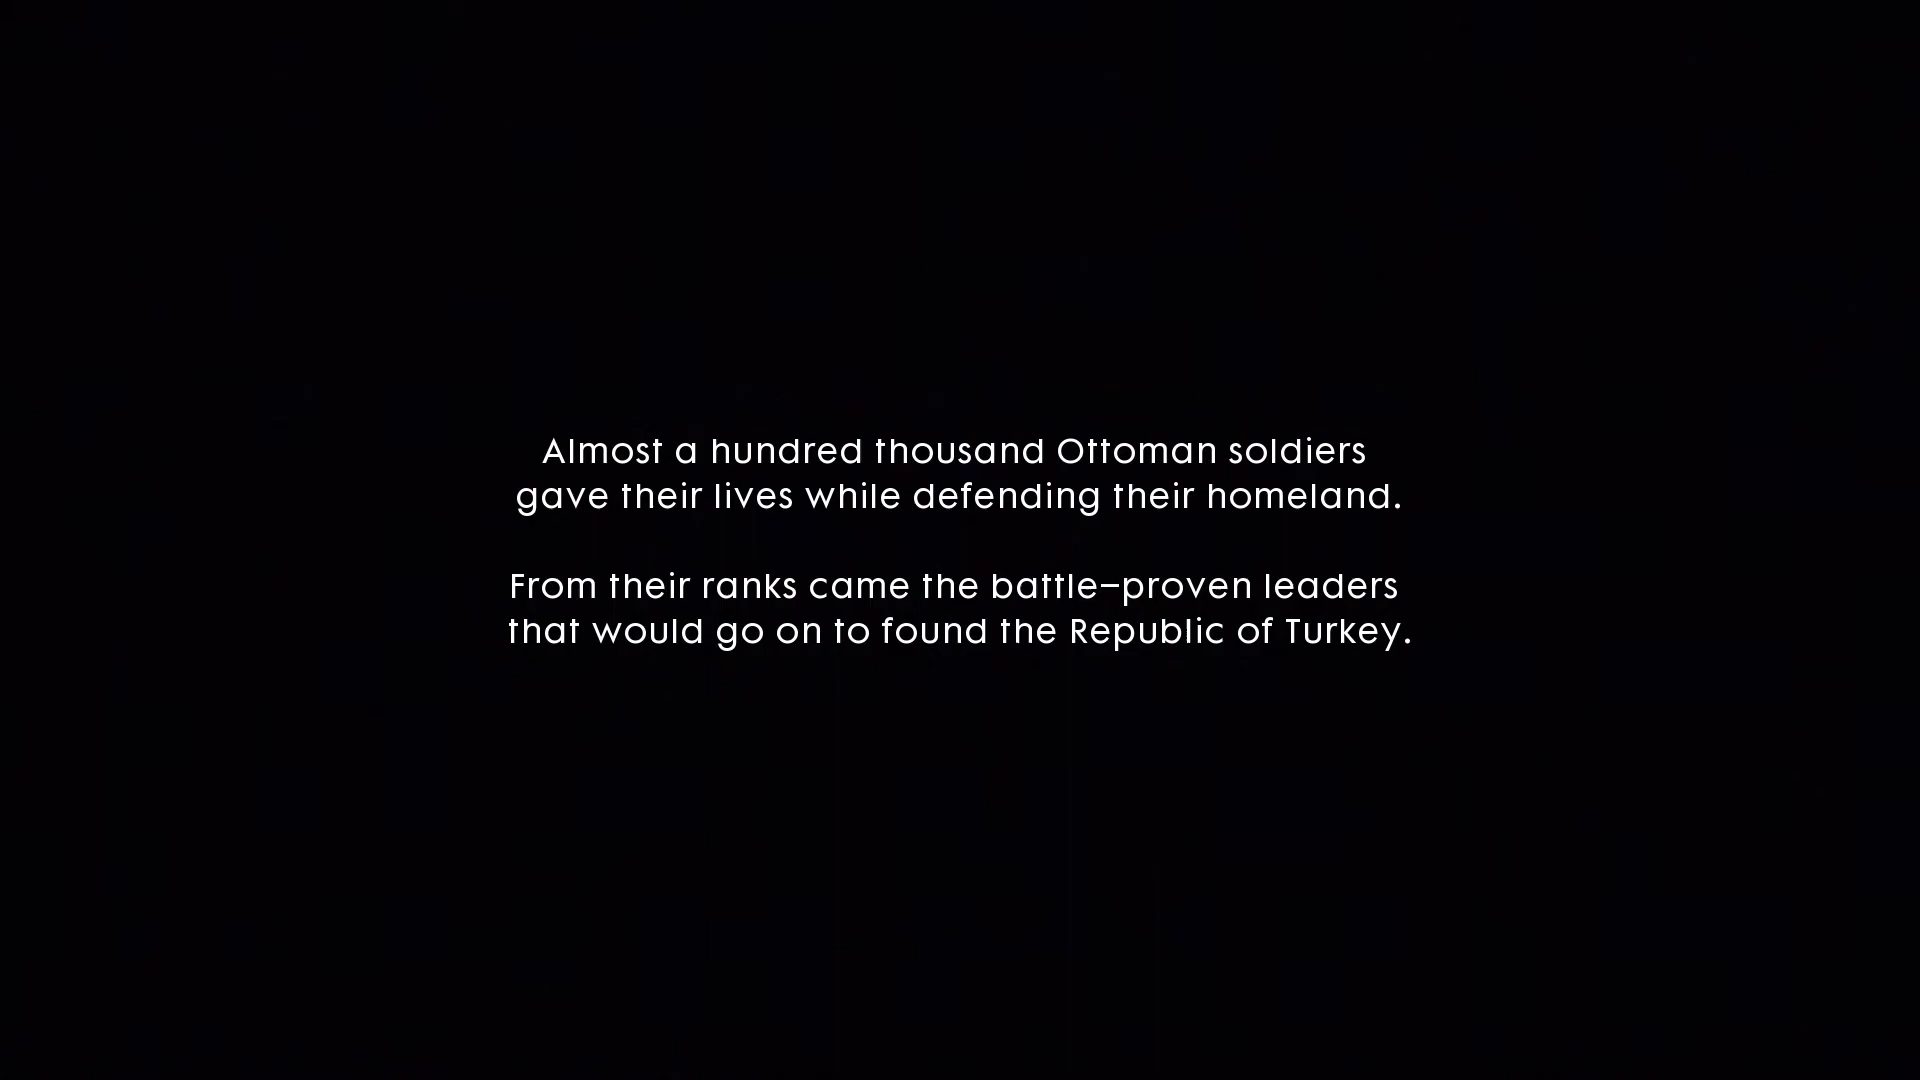 Almost a hundred thousand Ottoman soldiers
gave their lives while defending their homeland.
From their ranks came the battle-proven leaders
that would go on to found the Republic of Turkey.